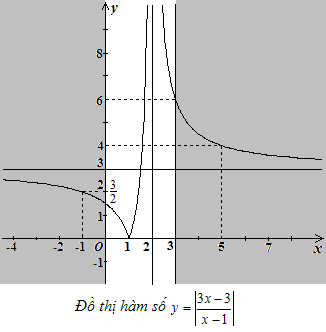 y
8
6
4
3
2 3/2
1
-4 -2 -1 0 1 2 3 5 7 x
-1
Đồ thị hàm số y = |3x-3 / x-1|